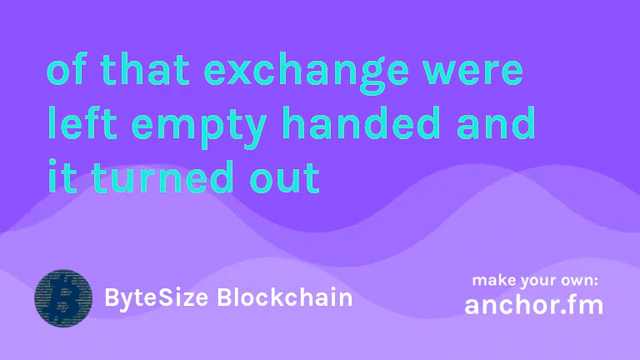 of that exchange were
left empty handed and
it turned out
ByteSize Blockchain
make your own:
anchor.fm